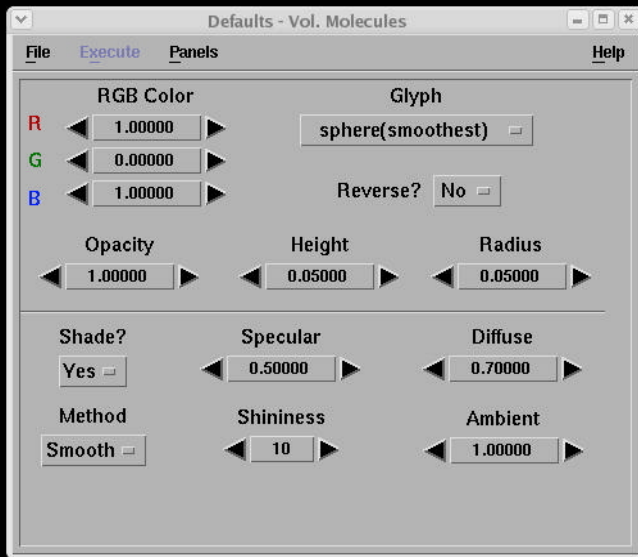 Defaults - Vol. Molecules
File Execute Panels Help
RGB Color Glyph
R 1.00000 sphere(smoothest)
G 0.00000
B 1.00000 Reverse? No
Opacity Height Radius
1.00000 0.05000 0.05000
Shade? Specular Diffuse
Yes 0.50000 0.70000
Method Shininess Ambient
Smooth 10 1.00000